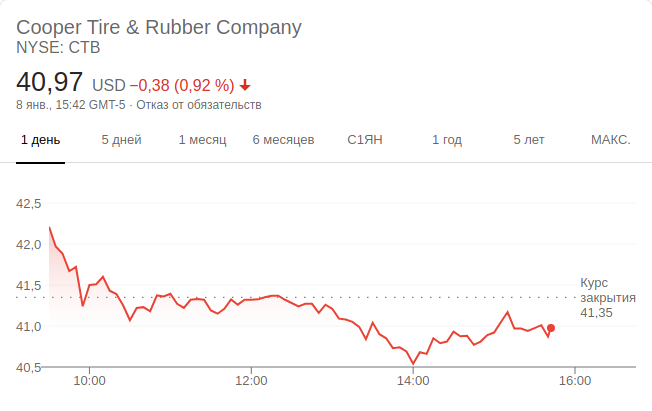 Cooper Tire & Rubber Company
NYSE: CTB
40,97 USD −0,38 (0,92 %)
8 янв., 15:42 GMT-5 · Отказ от обязательств
1 день 5 дней 1 месяц 6 месяцев С1ЯН 1 год 5 лет МАКС.
42,5
42,0
41,5
41,0
40,5
Курс
закрытия
41,35
10:00 12:00 14:00 16:00